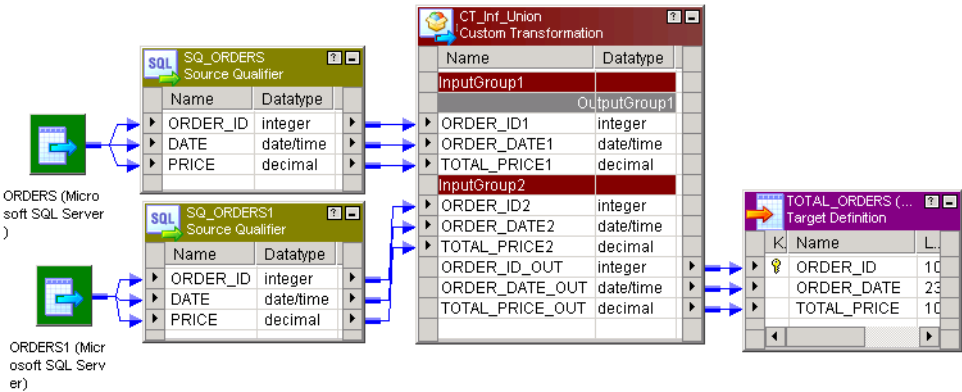 ORDERS (Micro
soft SQL Server
)
ORDERS1 (Micr
osoft SQL Serv
er)
SQL SQ_ORDERS
Source Qualifier
Name Datatype
ORDER_ID integer
DATE date/time
PRICE decimal
SQL SQ_ORDERS1
Source Qualifier
Name Datatype
ORDER_ID integer
DATE date/time
PRICE decimal
CT_Inf_Union
Custom Transformation
Name Datatype
InputGroup1
OutputGroup1
ORDER_ID1 integer
ORDER_DATE1 date/time
TOTAL_PRICE1 decimal
InputGroup2
ORDER_ID2 integer
ORDER_DATE2 date/time
TOTAL_PRICE2 decimal
ORDER_ID_OUT integer
ORDER_DATE_OUT date/time
TOTAL_PRICE_OUT decimal
TOTAL_ORDERS (...
Target Definition
K. Name L..
ORDER_ID 10
ORDER_DATE 23
TOTAL_PRICE 10